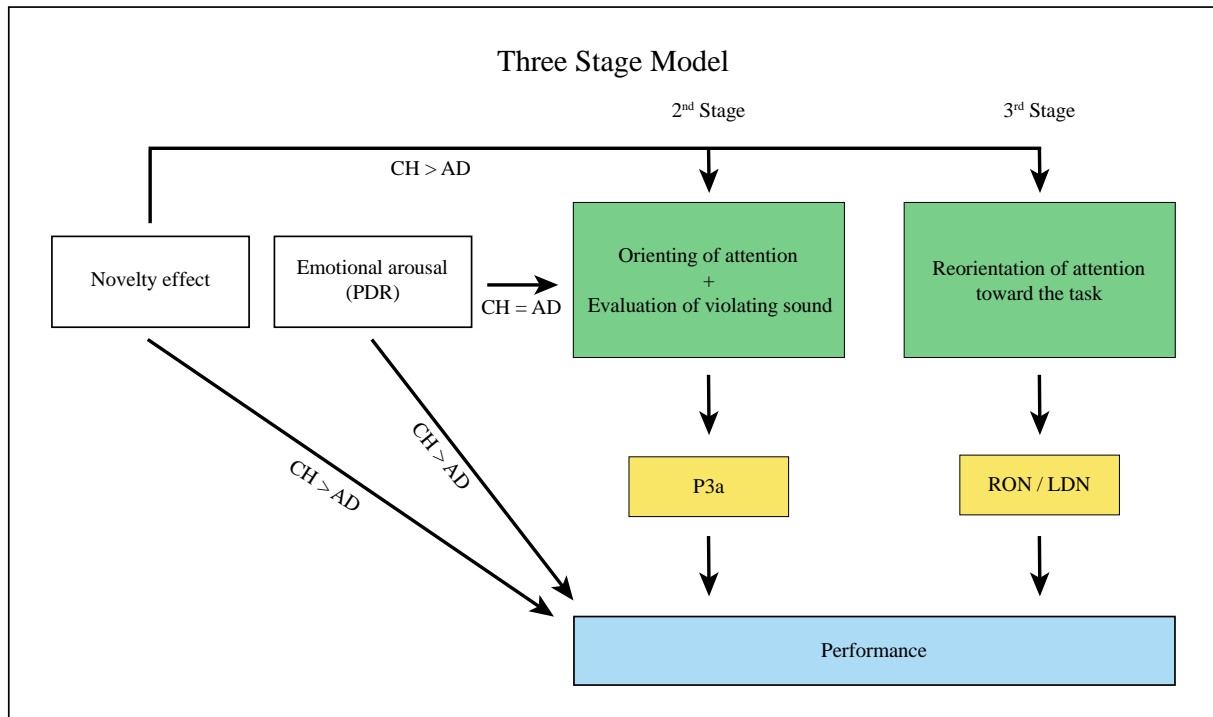 Three Stage Model
2nd Stage
3rd Stage
CH > AD
Novelty effect
Emotional arousal
(PDR)
CH = AD
Orienting of attention
+
Evaluation of violating sound
Reorientation of attention
toward the task
CH > AD
CH > AD
P3a
RON / LDN
Performance